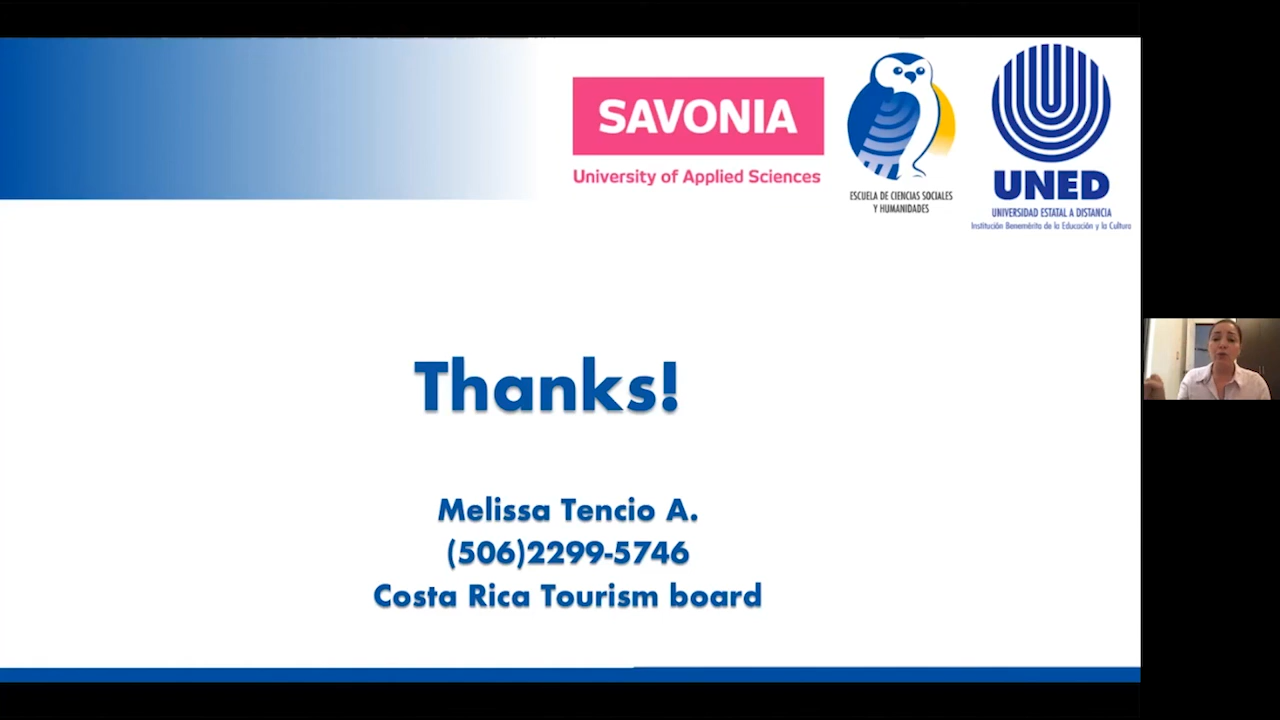 SAVONIA
University of Applied Sciences
ESCUELA DE CIENCIAS SOCIALES
Y HUMANIDADES
UNED
UNIVERSIDAD ESTATAL A DISTANCIA
Institución Benemérita de la Educación y la Cultura
Thanks!
Melissa Tencio A.
(506)2299-5746
Costa Rica Tourism board